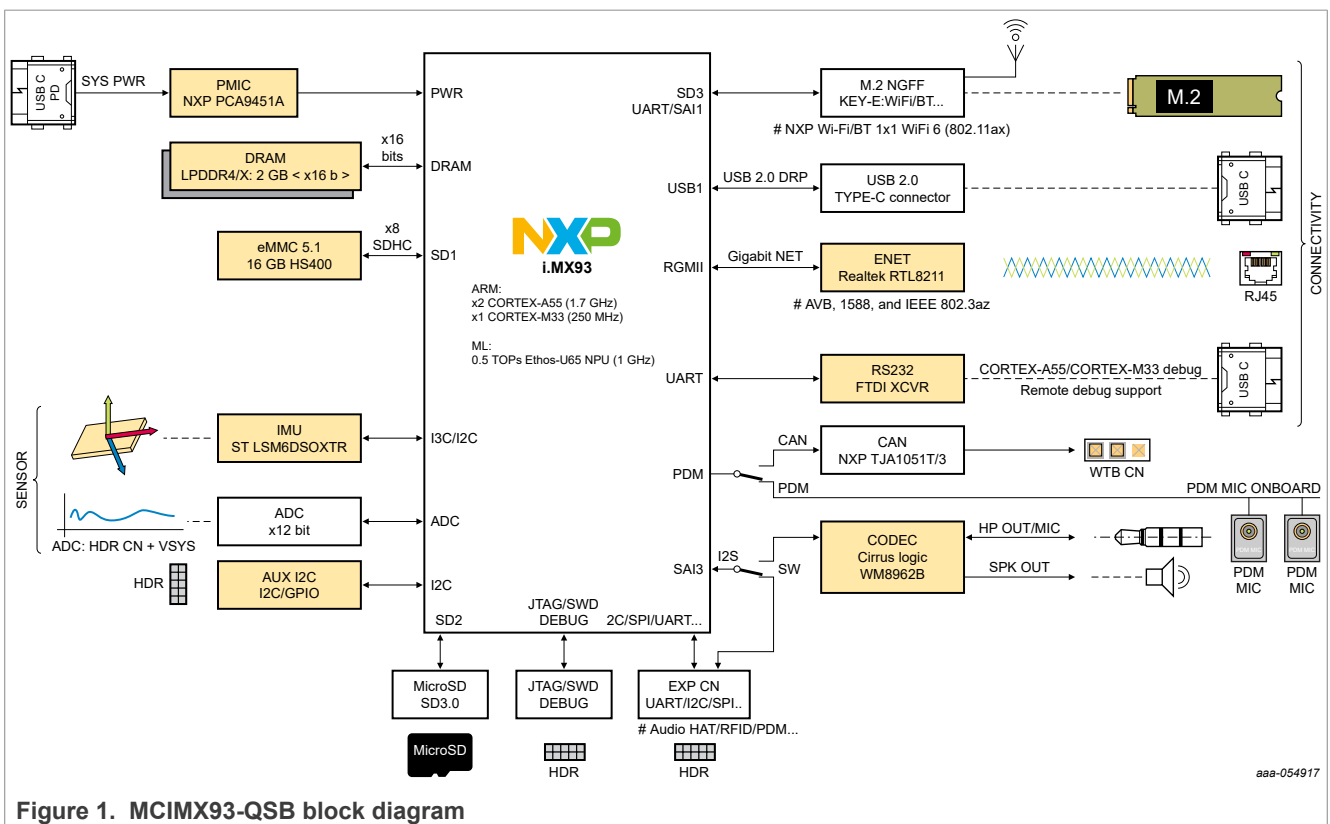 USB C
PD
SYS PWR
PMIC
NXP PCA9451A
PWR
x16
bits
DRAM
LPDDR4/X: 2 GB < x16 b >
DRAM
x8
SDHC
eMMC 5.1
16 GB HS400
SD1
NXP
i.MX93
ARM:
x2 CORTEX-A55 (1.7 GHz)
x1 CORTEX-M33 (250 MHz)
ML:
0.5 TOPs Ethos-U65 NPU (1 GHz)
SENSOR
IMU
ST LSM6DSOXTR
I3C/I2C
ADC
x12 bit
ADC
ADC: HDR CN + VSYS
HDR
AUX I2C
I2C/GPIO
I2C
SD2
JTAG/SWD
DEBUG
2C/SPI/UART...
MicroSD
SD3.0
JTAG/SWD
DEBUG
EXP CN
UART/I2C/SPI..
# Audio HAT/RFID/PDM...
MicroSD
HDR
HDR
SD3
UART/SAI1
M.2 NGFF
KEY-E:WiFi/BT...
M.2
# NXP Wi-Fi/BT 1x1 WiFi 6 (802.11ax)
USB1
USB 2.0 DRP
USB 2.0
TYPE-C connector
USB C
RGMII
Gigabit NET
ENET
Realtek RTL8211
RJ45
# AVB, 1588, and IEEE 802.3az
CONNECTIVITY
UART
RS232
FTDI XCVR
CORTEX-A55/CORTEX-M33 debug
Remote debug support
USB C
PDM
CAN
PDM
CAN
NXP TJA1051T/3
WTB CN
PDM MIC ONBOARD
PDM MIC
PDM MIC
PDM
MIC
PDM
MIC
SAI3
I2S
SW
CODEC
Cirrus logic
WM8962B
HP OUT/MIC
SPK OUT
aaa-054917
Figure 1. MCIMX93-QSB block diagram